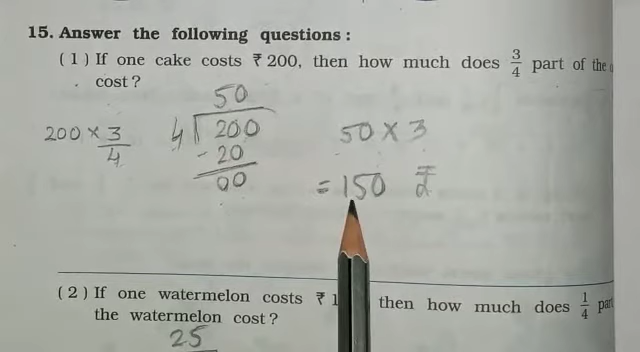 15. Answer the following questions :
(1) If one cake costs ₹ 200, then how much does 3/4 part of the
cost?
50
200 × 3/4 4 200 50 × 3
- 20
00 = 150 ₹
(2) If one watermelon costs ₹ then how much does 1/4
the watermelon cost?
25